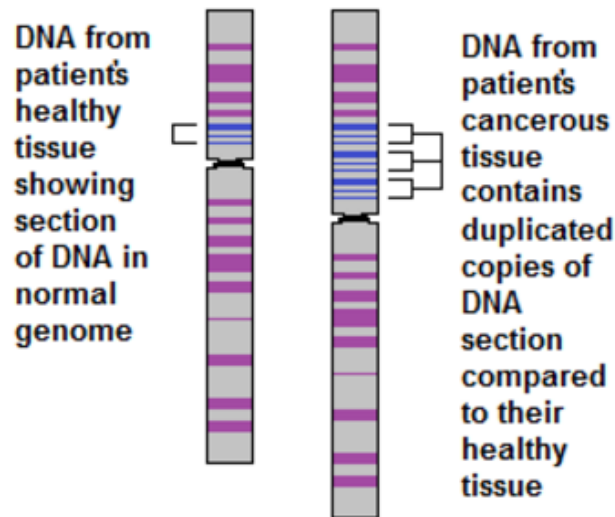 DNA from
patient's
healthy
tissue
showing
section
of DNA in
normal
genome
DNA from
patient's
cancerous
tissue
contains
duplicated
copies of
DNA
section
compared
to their
healthy
tissue